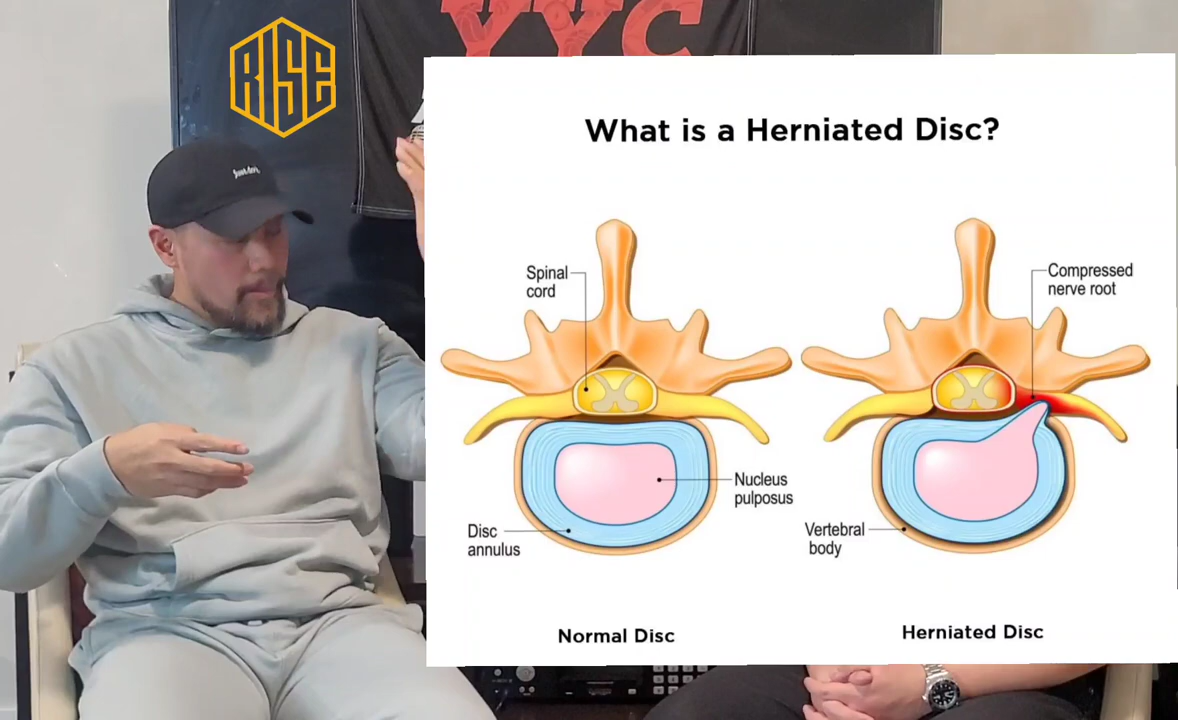 RISE
YYC
What is a Herniated Disc?
Spinal
cord
Compressed
nerve root
Nucleus
pulposus
Disc
annulus
Vertebral
body
Normal Disc
Herniated Disc